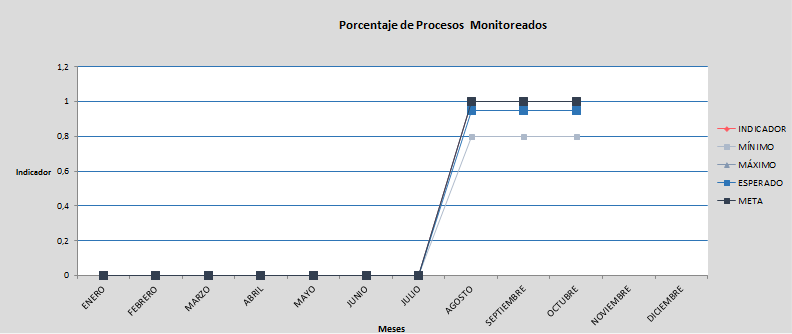 Porcentaje de Procesos Monitoreados
1,2
1
0,8
0,6
0,4
0,2
0
Indicador
ENERO
FEBRERO
MARZO
ABRIL
MAYO
JUNIO
JULIO
AGOSTO
SEPTIEMBRE
OCTUBRE
NOVIEMBRE
DICIEMBRE
Meses
INDICADOR
MÍNIMO
MÁXIMO
ESPERADO
META